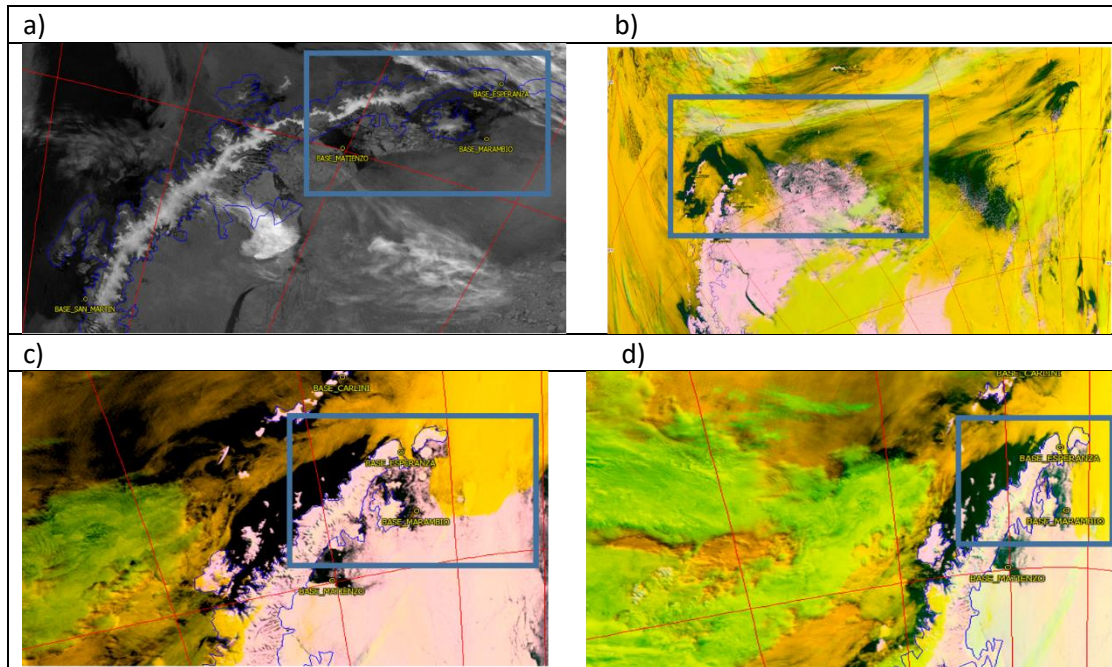 a)
b)
BASE_ESPERANZA
BASE_MATIENZO
BASE_MARAMBIO
BASE_SAN_MARTIN
c)
d)
BASE_CARLINI
BASE_ESPERANZA
BASE_MARAMBIO
BASE_MATIENZO
BASE_CARLINI
BASE_ESPERANZA
BASE_MARAMBIO
BASE_MATIENZO